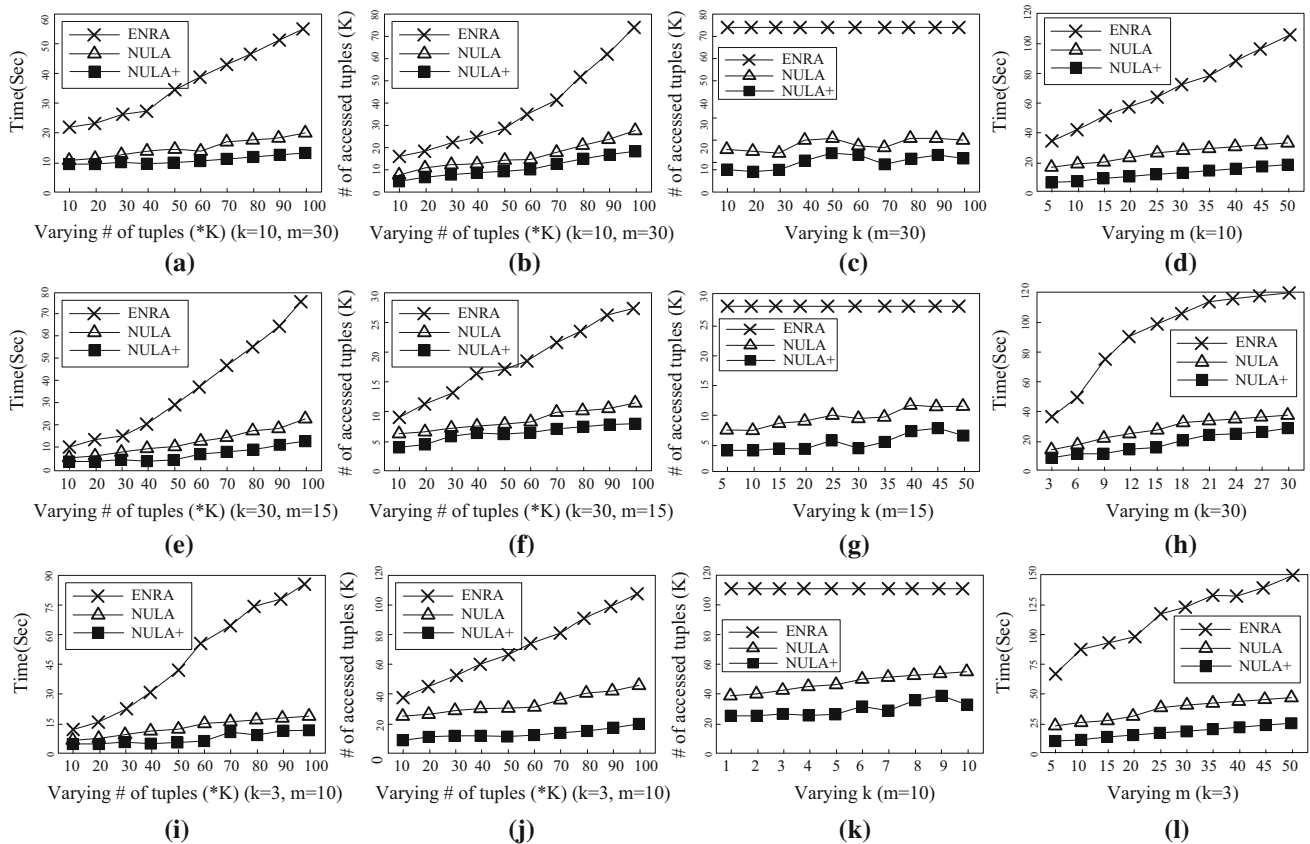 Time(Sec)
60
50
40
30
20
10
0
ENRA
NULA
NULA+
10 20 30 40 50 60 70 80 90 100
Varying # of tuples (*K) (k=10, m=30)
(a)
# of accessed tuples (K)
80
70
60
50
40
30
20
10
0
ENRA
NULA
NULA+
10 20 30 40 50 60 70 80 90 100
Varying # of tuples (*K) (k=10, m=30)
(b)
# of accessed tuples (K)
80
70
60
50
40
30
20
10
0
ENRA
NULA
NULA+
10 20 30 40 50 60 70 80 90 100
Varying k (m=30)
(c)
Time(Sec)
120
100
80
60
40
20
0
ENRA
NULA
NULA+
5 10 15 20 25 30 35 40 45 50
Varying m (k=10)
(d)
Time(Sec)
80
70
60
50
40
30
20
10
0
ENRA
NULA
NULA+
10 20 30 40 50 60 70 80 90 100
Varying # of tuples (*K) (k=30, m=15)
(e)
# of accessed tuples (K)
30
25
20
15
10
5
0
ENRA
NULA
NULA+
10 20 30 40 50 60 70 80 90 100
Varying # of tuples (*K) (k=30, m=15)
(f)
# of accessed tuples (K)
30
25
20
15
10
5
0
ENRA
NULA
NULA+
5 10 15 20 25 30 35 40 45 50
Varying k (m=15)
(g)
Time(Sec)
120
100
80
60
40
20
0
ENRA
NULA
NULA+
3 6 9 12 15 18 21 24 27 30
Varying m (k=30)
(h)
Time(Sec)
90
75
60
45
30
15
0
ENRA
NULA
NULA+
10 20 30 40 50 60 70 80 90 100
Varying # of tuples (*K) (k=3, m=10)
(i)
# of accessed tuples (K)
120
100
80
60
40
20
0
ENRA
NULA
NULA+
10 20 30 40 50 60 70 80 90 100
Varying # of tuples (*K) (k=3, m=10)
(j)
# of accessed tuples (K)
120
100
80
60
40
20
0
ENRA
NULA
NULA+
1 2 3 4 5 6 7 8 9 10
Varying k (m=10)
(k)
Time(Sec)
150
125
100
75
50
25
0
ENRA
NULA
NULA+
5 10 15 20 25 30 35 40 45 50
Varying m (k=3)
(l)